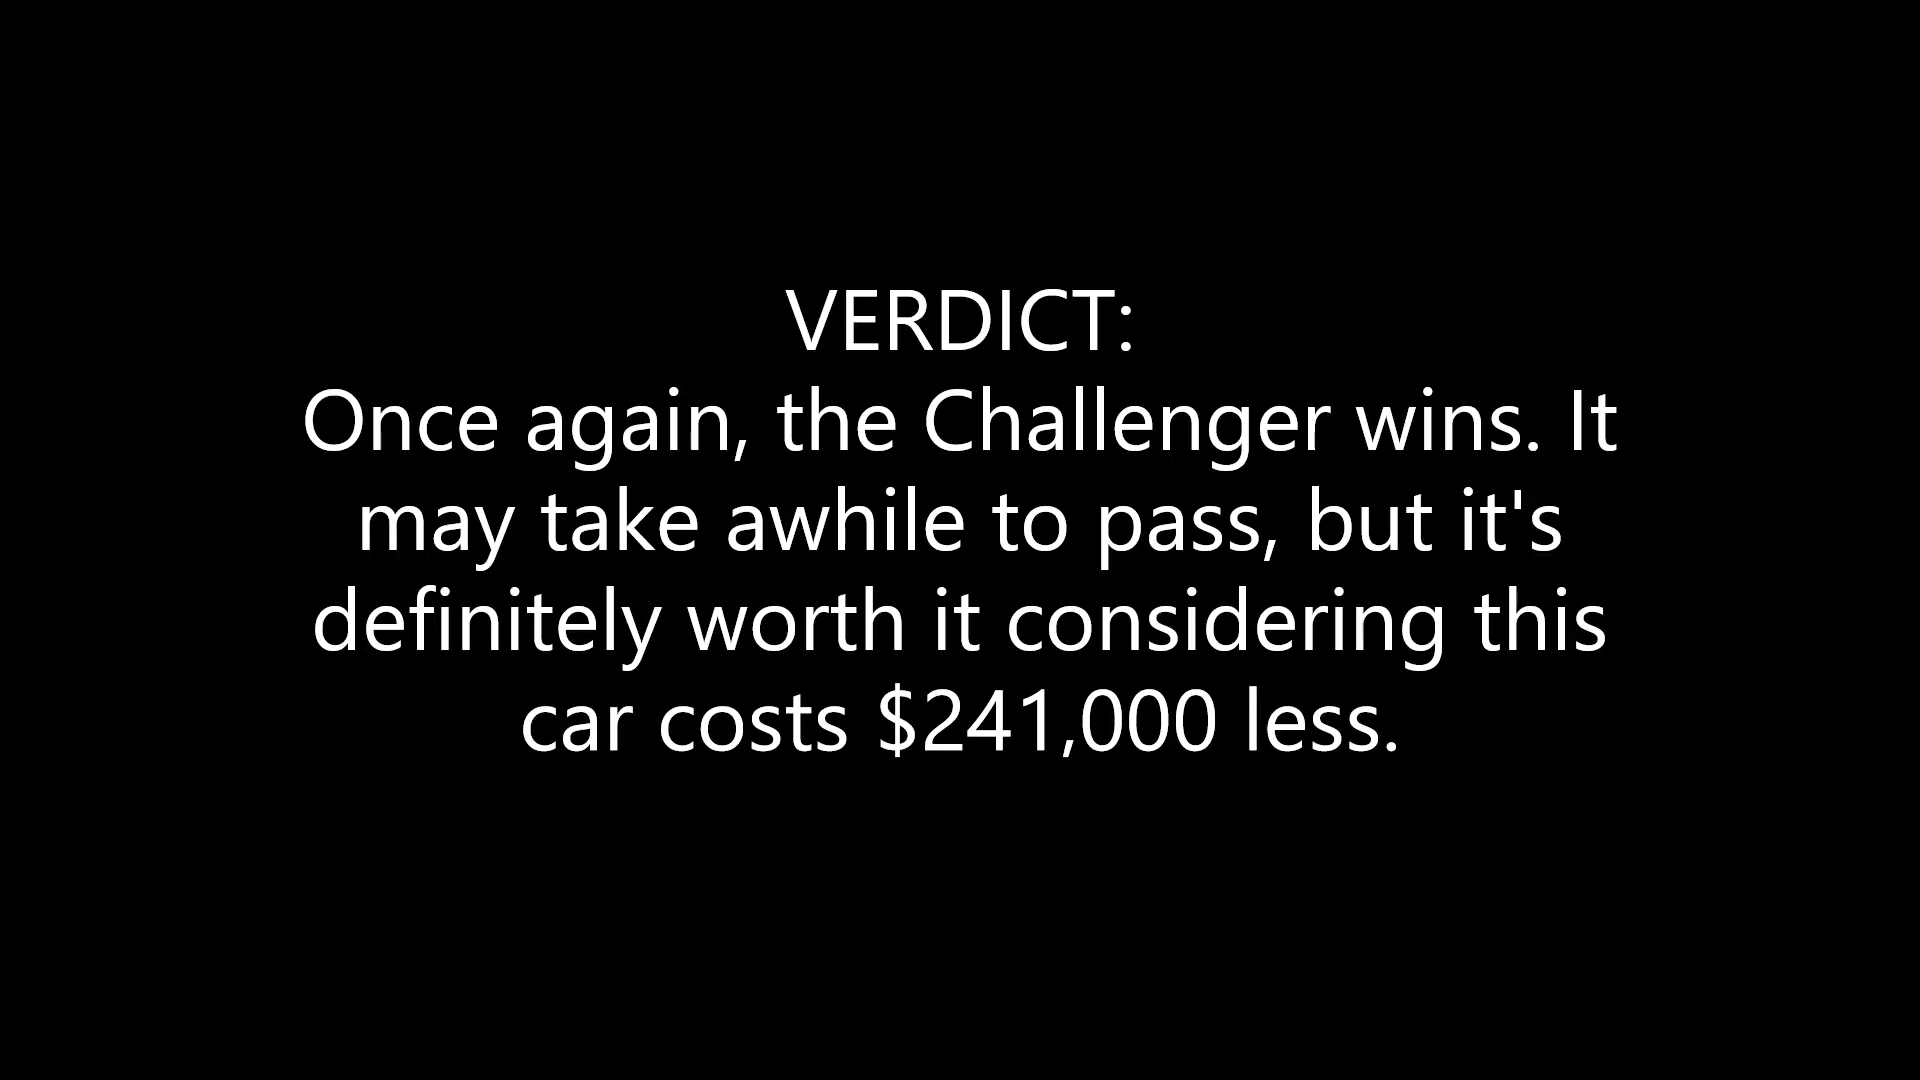 VERDICT:
Once again, the Challenger wins. It
may take awhile to pass, but it's
definitely worth it considering this
car costs $241,000 less.